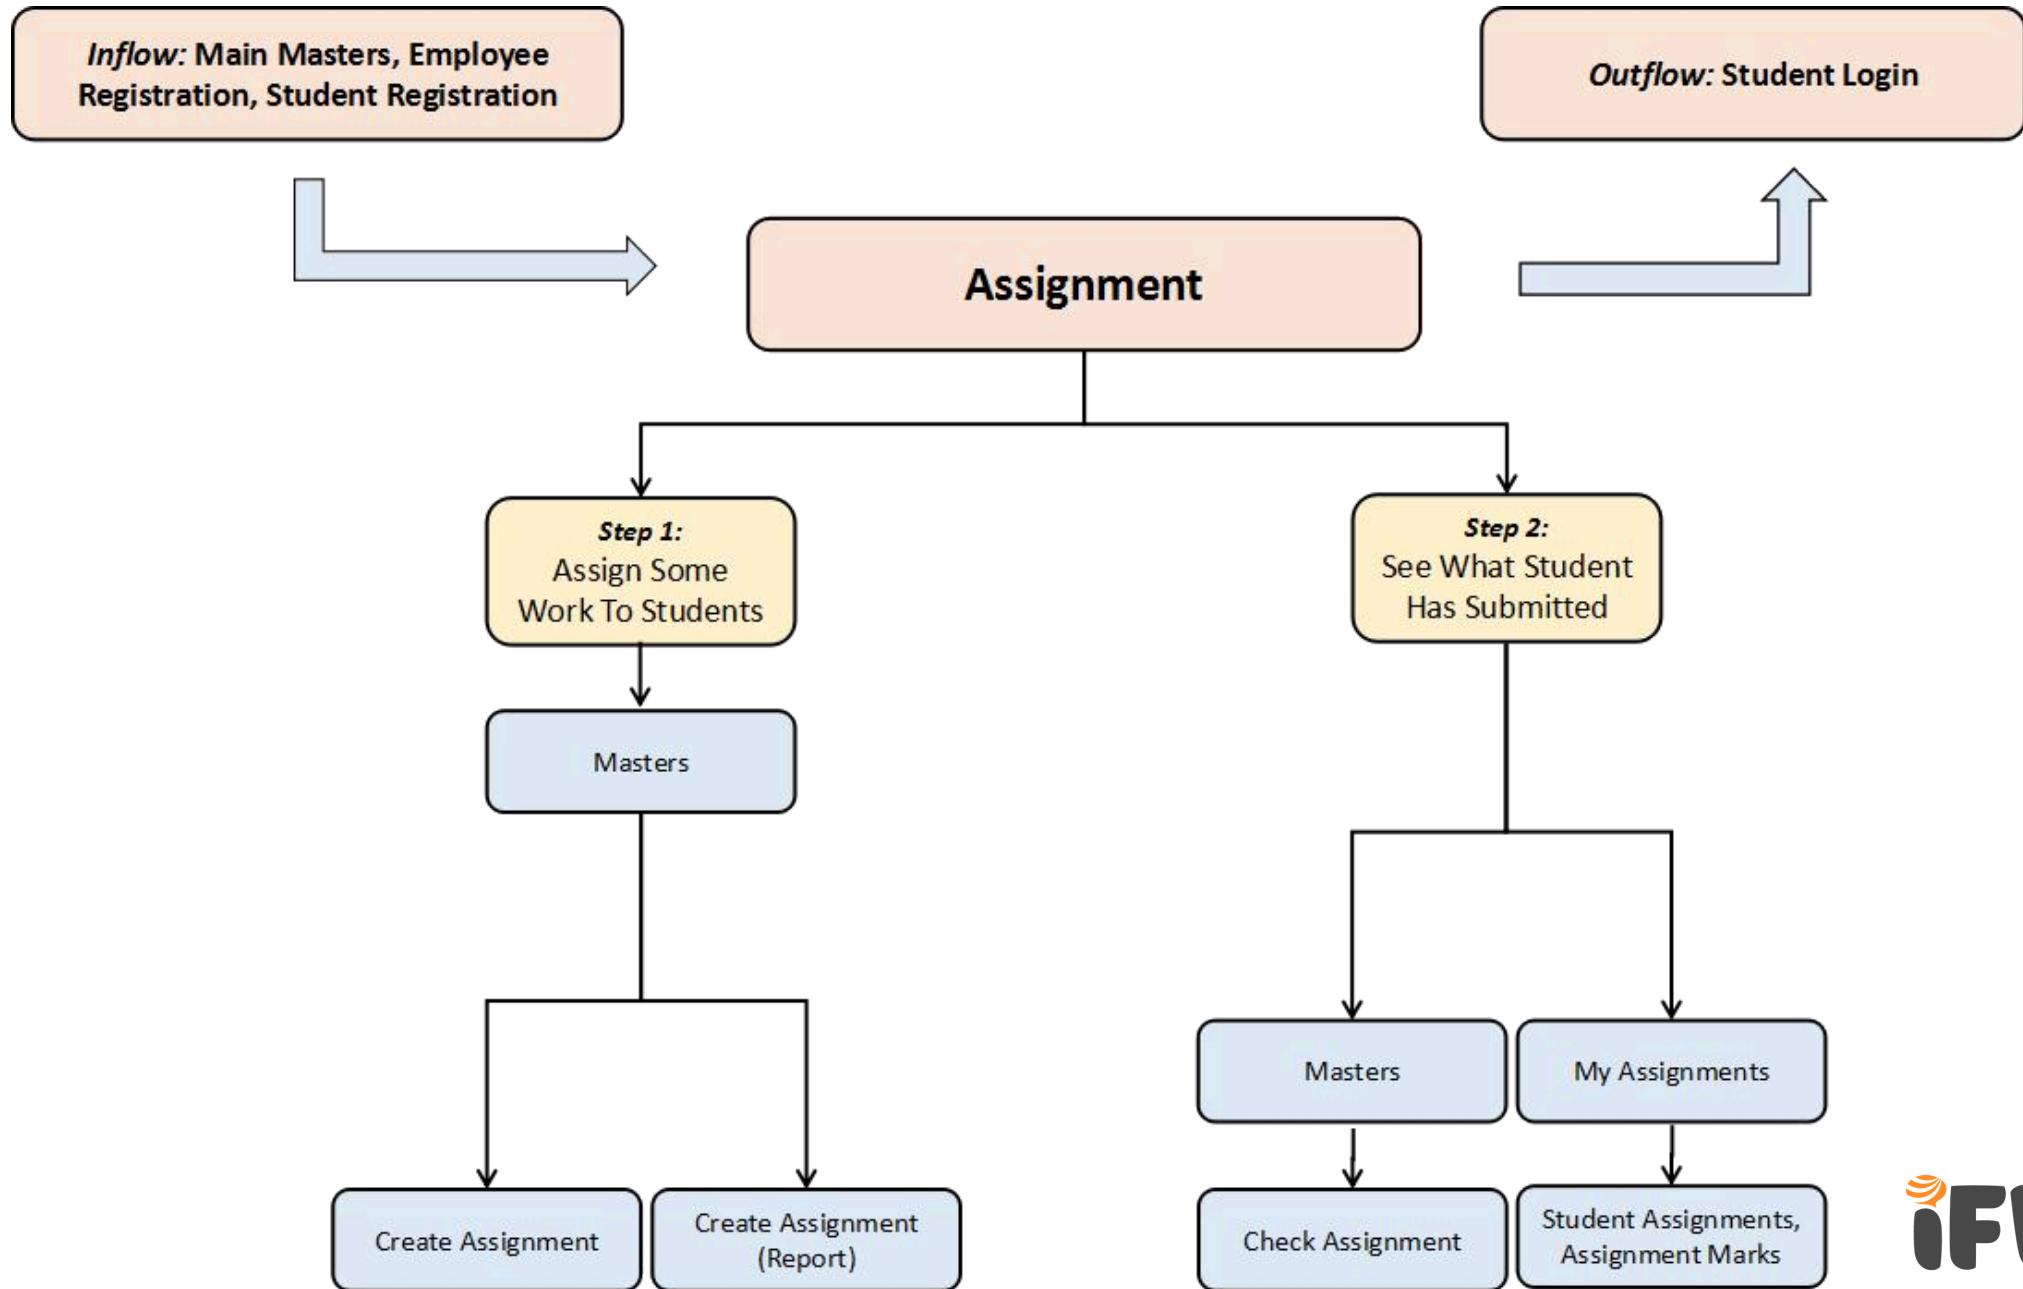 Inflow: Main Masters, Employee
Registration, Student Registration
Outflow: Student Login
Assignment
Step 1:
Assign Some
Work To Students
Step 2:
See What Student
Has Submitted
Masters
Masters
My Assignments
Create Assignment
Create Assignment
(Report)
Check Assignment
Student Assignments,
Assignment Marks